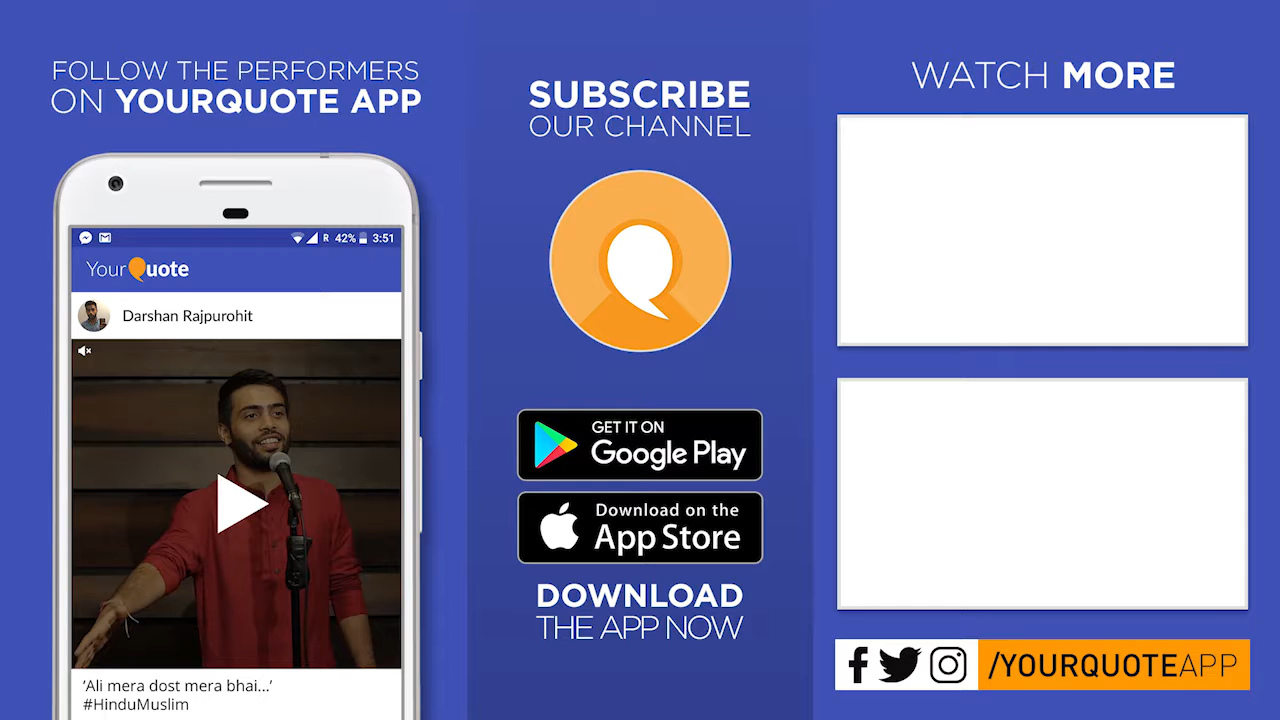 FOLLOW THE PERFORMERS
ON YOURQUOTE APP
R 42% 3:51
YourQuote
Darshan Rajpurohit
‘Ali mera dost mera bhai...’
#HinduMuslim
SUBSCRIBE
OUR CHANNEL
GET IT ON
Google Play
Download on the
App Store
DOWNLOAD
THE APP NOW
WATCH MORE
/YOURQUOTEAPP